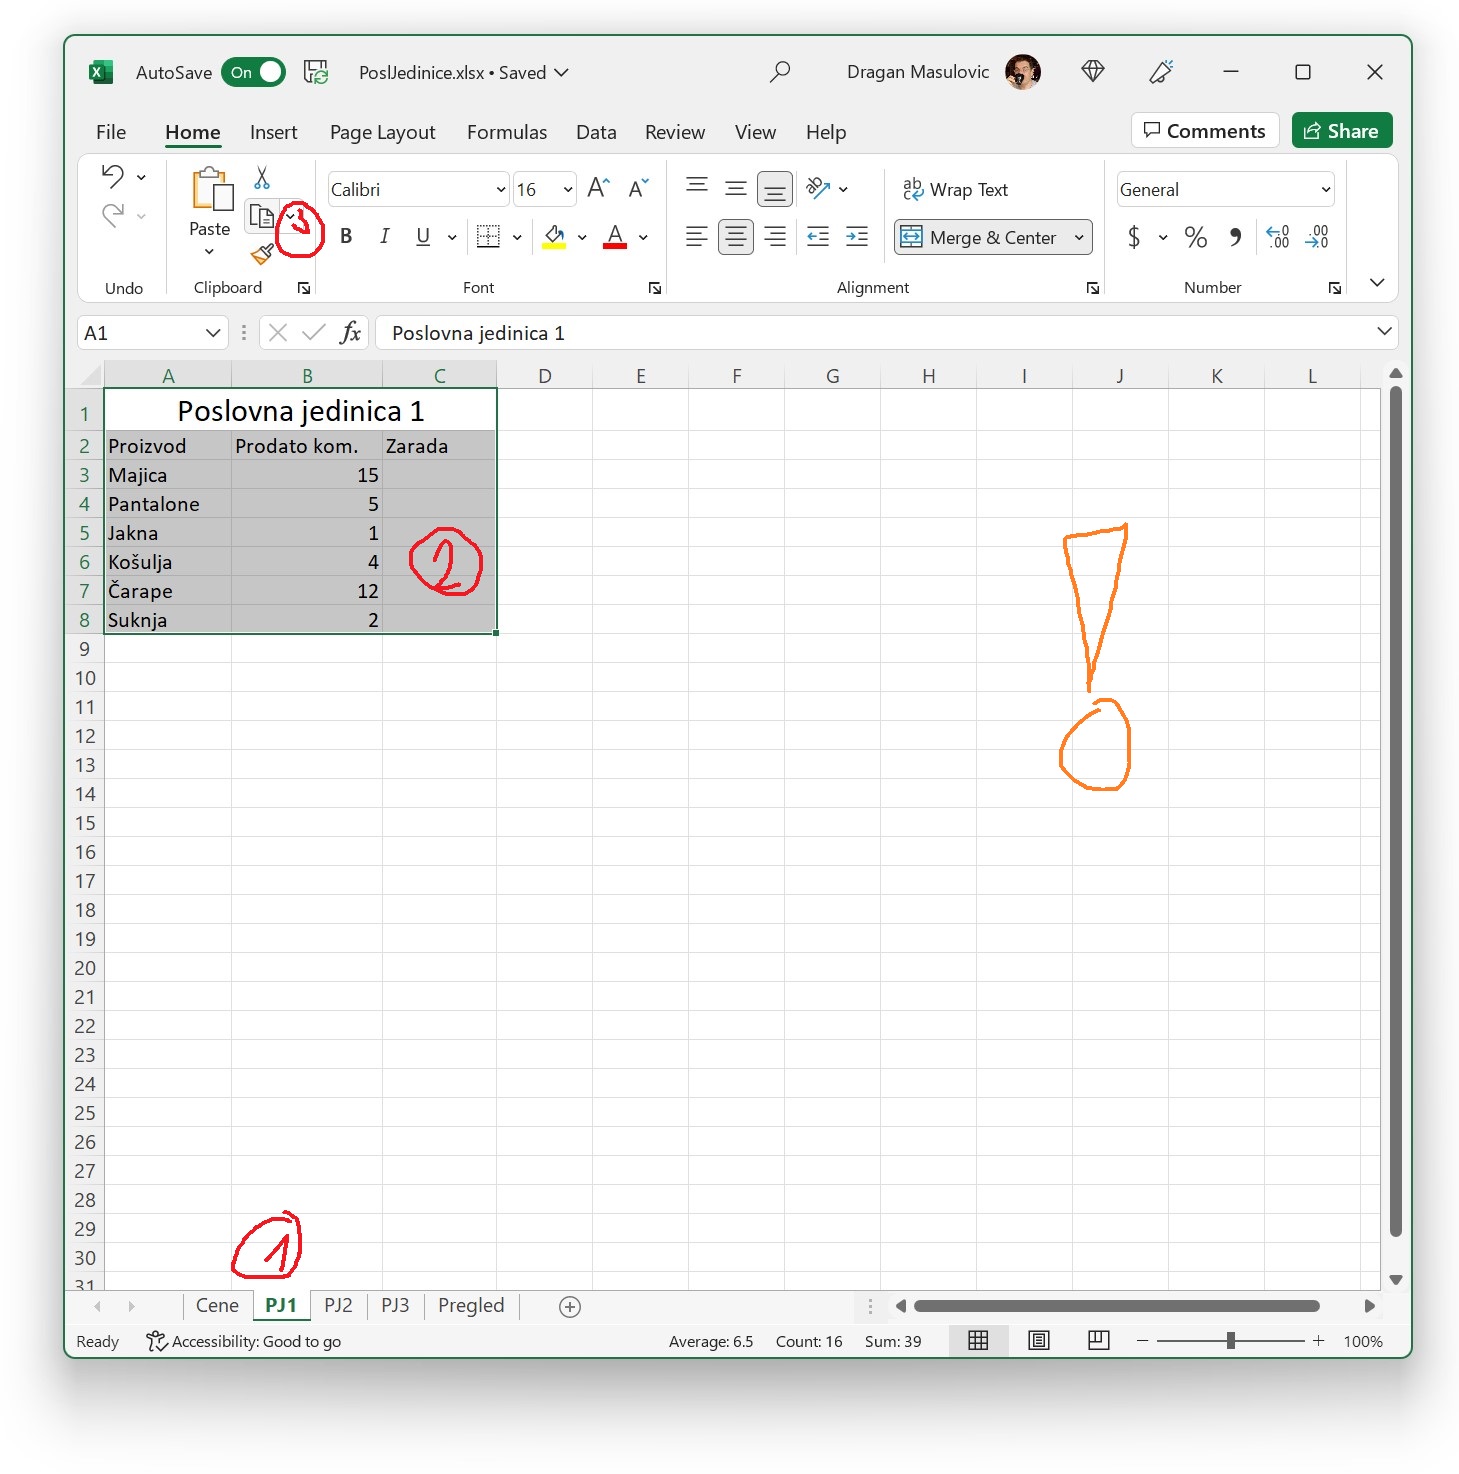 AutoSave On PoslJedinice.xlsx • Saved Dragan Masulovic
File Home Insert Page Layout Formulas Data Review View Help Comments Share
Calibri 16 Wrap Text General
Paste B I U A Merge & Center $ % 9 .00
Undo Clipboard Font Alignment Number
3
A1 fx Poslovna jedinica 1
A B C D E F G H I J K L
1 Poslovna jedinica 1
2 Proizvod Prodato kom. Zarada
3 Majica 15
4 Pantalone 5
5 Jakna 1
6 Košulja 4
7 Čarape 12
8 Suknja 2
2
!
9
10
11
12
13
14
15
16
17
18
19
20
21
22
23
24
25
26
27
28
29
30
31
1
Cene PJ1 PJ2 PJ3 Pregled
Ready Accessibility: Good to go Average: 6.5 Count: 16 Sum: 39 100%